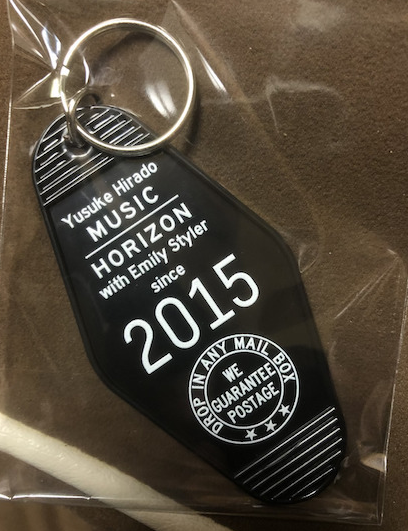 Yusuke Hirado
MUSIC
HORIZON
with Emily Styler
since
2015
DROP IN ANY MAIL BOX
WE
GUARANTEE
POSTAGE